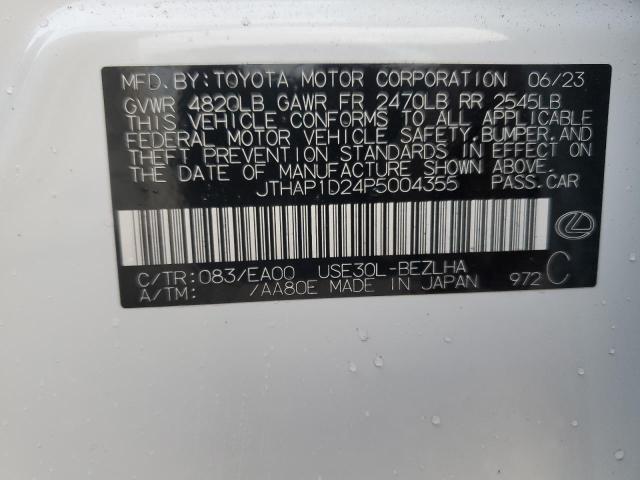 MFD. BY: TOYOTA MOTOR CORPORATION 06/23
GVWR 4820LB GAWR FR 2470LB RR 2545LB
THIS VEHICLE CONFORMS TO ALL APPLICABLE
FEDERAL MOTOR VEHICLE SAFETY, BUMPER, AND
THEFT PREVENTION STANDARDS IN EFFECT ON
THE DATE OF MANUFACTURE SHOWN ABOVE.
JTHAP1D24P5004355 PASS. CAR
C/TR: 083/EA00 USE30L-BEZLHA
A/TM: /AA80E MADE IN JAPAN 972 C